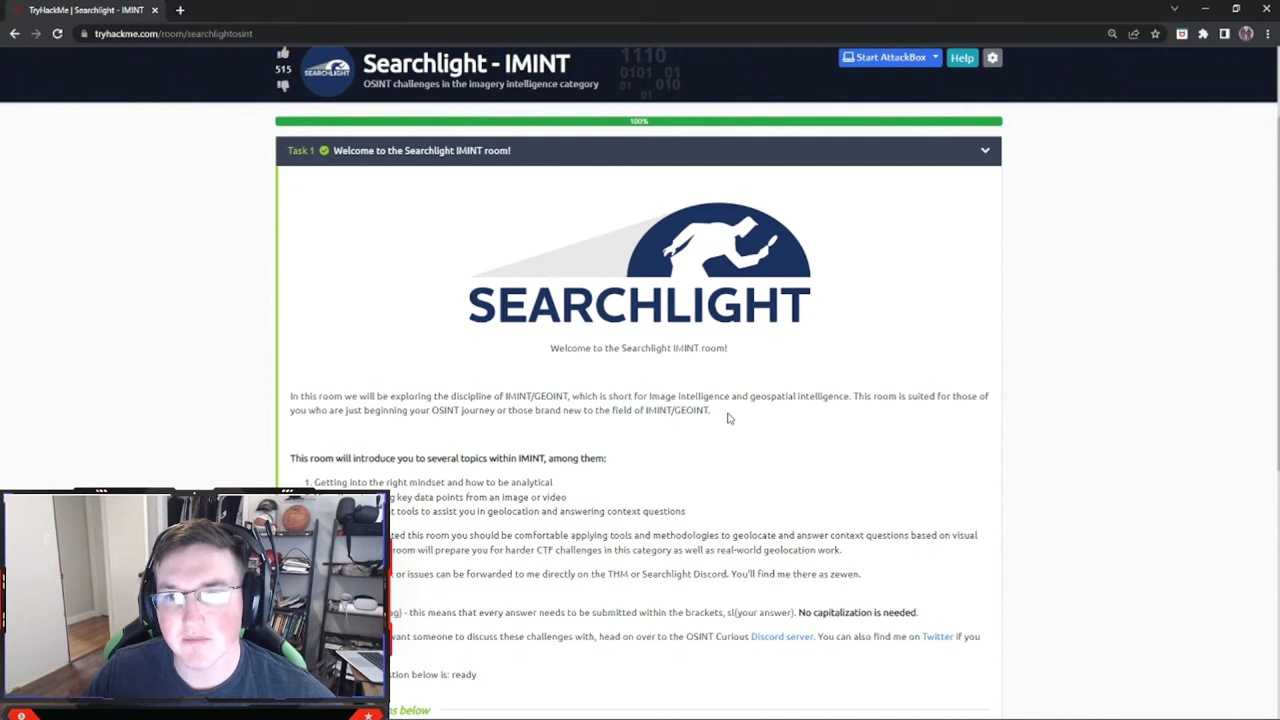 TryHackMe | Searchlight - IMINT
tryhackme.com/room/searchlightosint
515
SEARCHLIGHT
Searchlight - IMINT
OSINT challenges in the imagery intelligence category
1110
0101 01
01 010
01
Start AttackBox
Help
100%
Task 1
Welcome to the Searchlight IMINT room!
SEARCHLIGHT
Welcome to the Searchlight IMINT room!
In this room we will be exploring the discipline of IMINT/GEOINT, which is short for Image intelligence and geospatial intelligence. This room is suited for those of
you who are just beginning your OSINT journey or those brand new to the field of IMINT/GEOINT.
This room will introduce you to several topics within IMINT, among them:
1. Getting into the right mindset and how to be analytical
key data points from an image or video
tools to assist you in geolocation and answering context questions
this room you should be comfortable applying tools and methodologies to geolocate and answer context questions based on visual
room will prepare you for harder CTF challenges in this category as well as real-world geolocation work.
or issues can be forwarded to me directly on the THM or Searchlight Discord. You'll find me there as zewen.
- this means that every answer needs to be submitted within the brackets, sl{your answer}. No capitalization is needed.
someone to discuss these challenges with, head on over to the OSINT Curious Discord server. You can also find me on Twitter if you
below is: ready
below